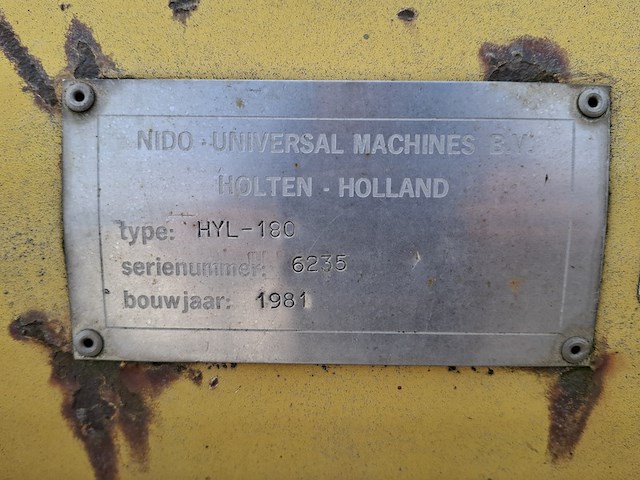 NIDO - UNIVERSAL MACHINES B.V.
HOLTEN - HOLLAND
type: HYL-180
serienummer: 6235
bouwjaar: 1981